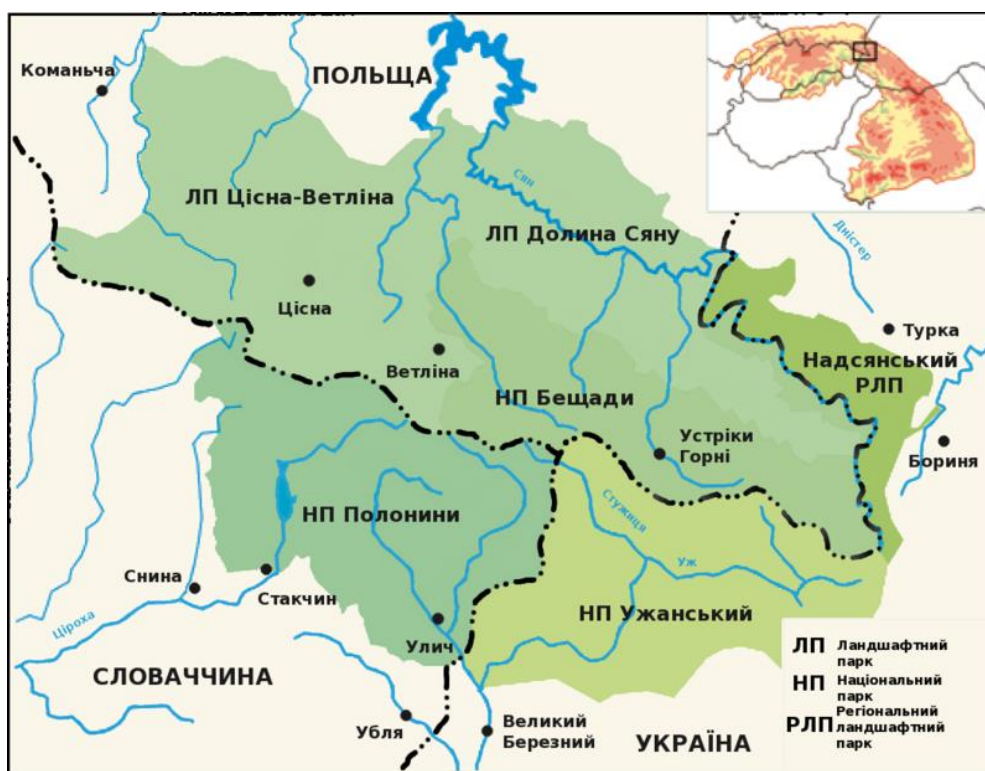 ПОЛЬЩА
Команьча
ЛП Цісна-Ветліна
Сян
ЛП Долина Сяну
Дністер
Турка
Цісна
Надсянський
РЛП
Ветліна
НП Бещади
Устріки
Горні
Бориня
НП Полонини
Стужиця
Уж
Снина
Стакчин
НП Ужанський
Ціроха
Улич
СЛОВАЧЧИНА
Убля
Великий
Березний
УКРАЇНА
ЛП Ландшафтний
парк
НП Національний
парк
РЛП Регіональний
ландшафтний
парк